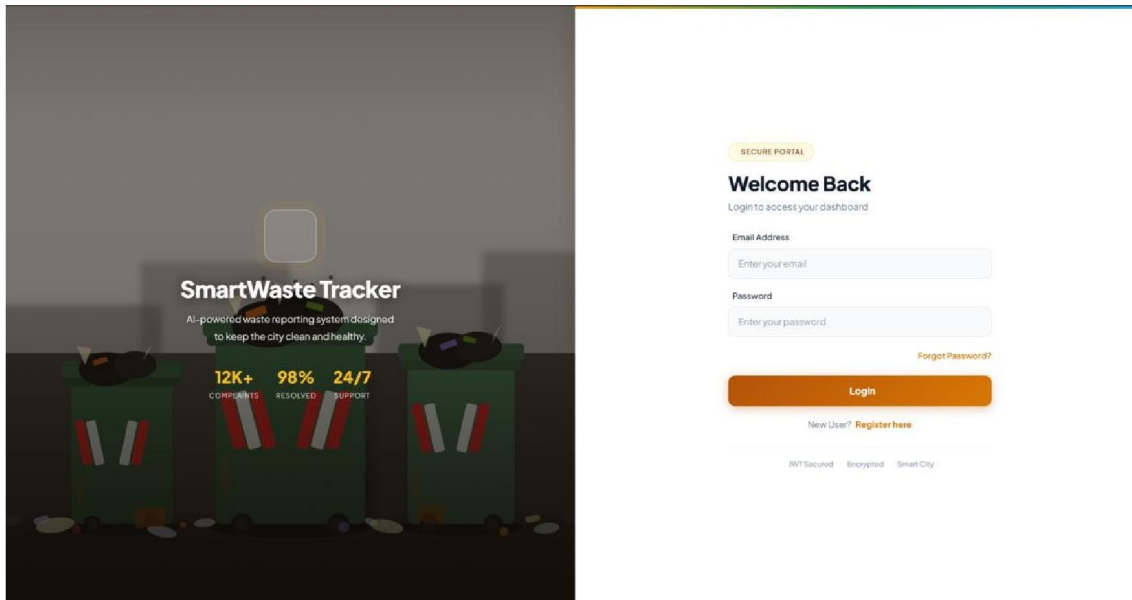 SmartWaste Tracker
AI-powered waste reporting system designed
to keep the city clean and healthy.
12K+ 98% 24/7
COMPLAINTS RESOLVED SUPPORT
SECURE PORTAL
Welcome Back
Login to access your dashboard
Email Address
Enter your email
Password
Enter your password
Forgot Password?
Login
New User? Register here
JWT Secured Encrypted Smart City